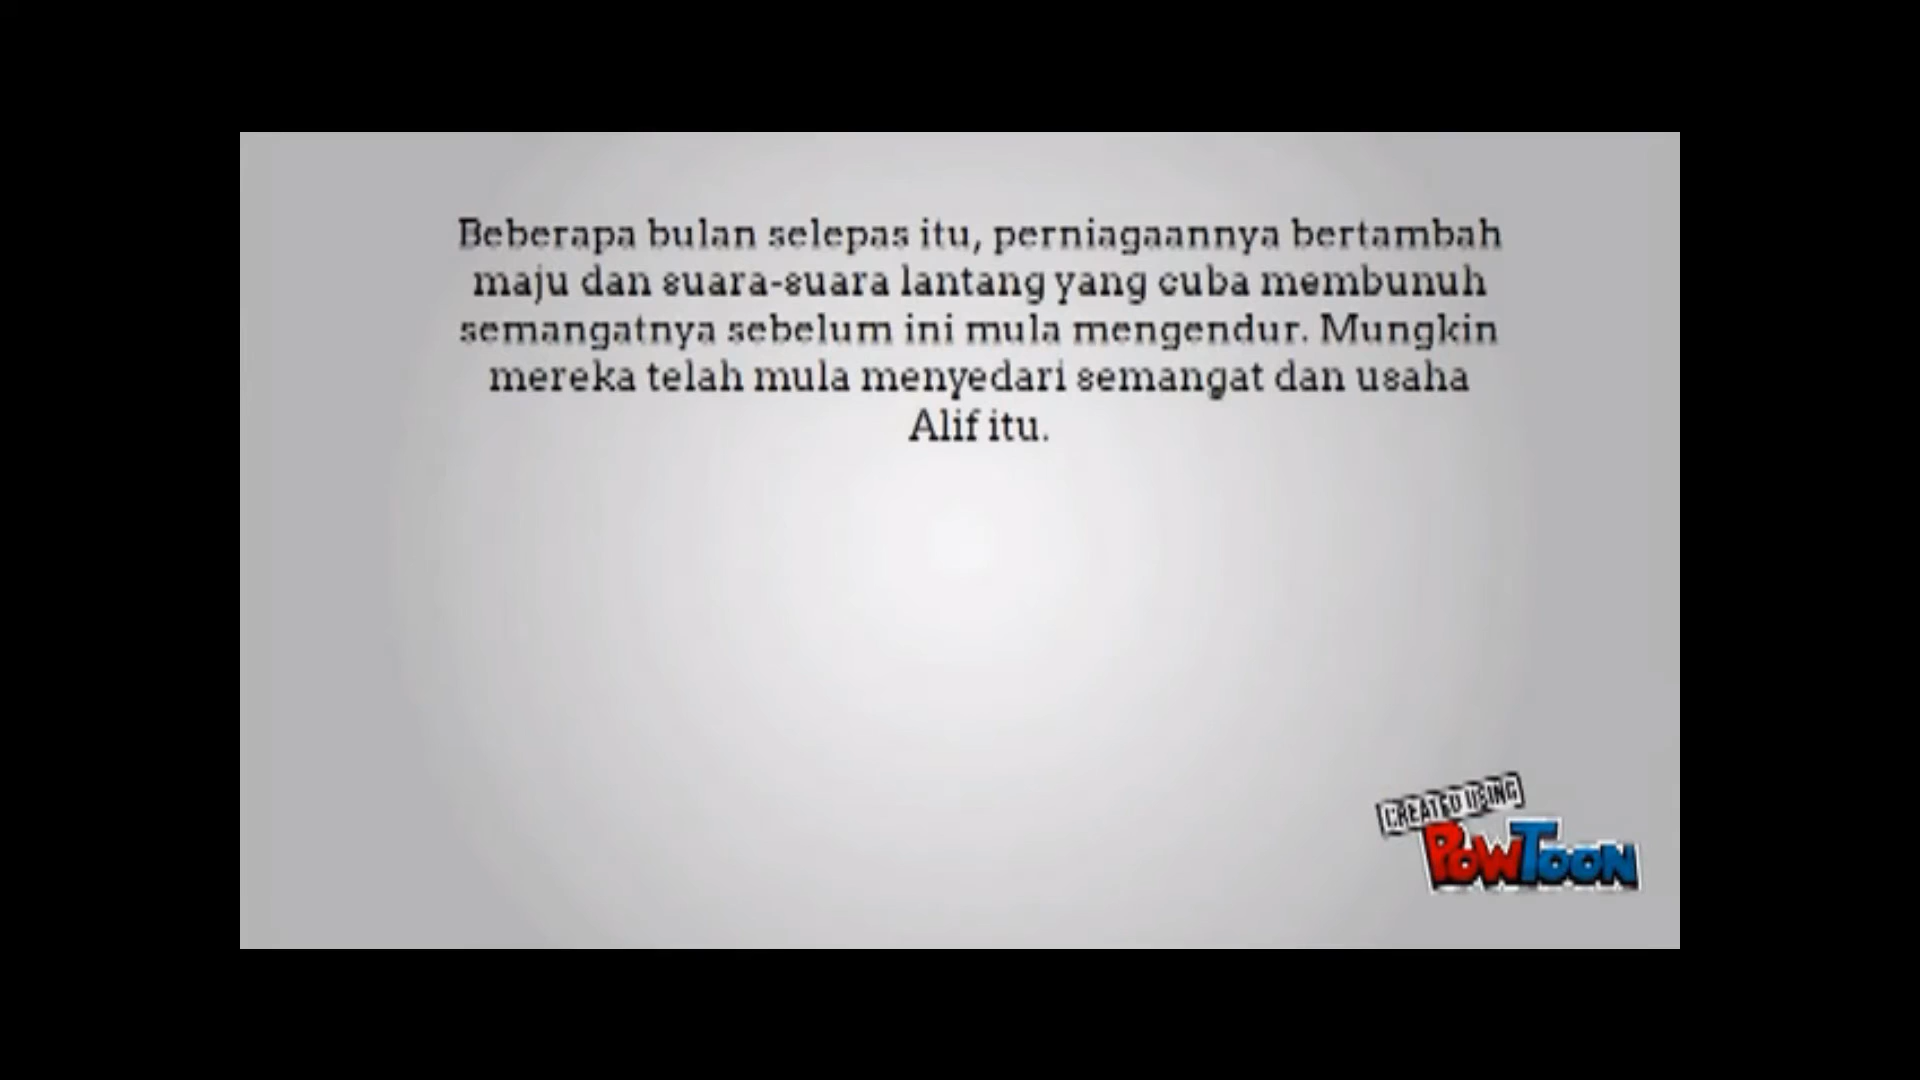 Beberapa bulan selepas itu, perniagaannya bertambah
maju dan suara-suara lantang yang cuba membunuh
semangatnya sebelum ini mula mengendur. Mungkin
mereka telah mula menyedari semangat dan usaha
Alif itu.
CREATED USING
POWTOON